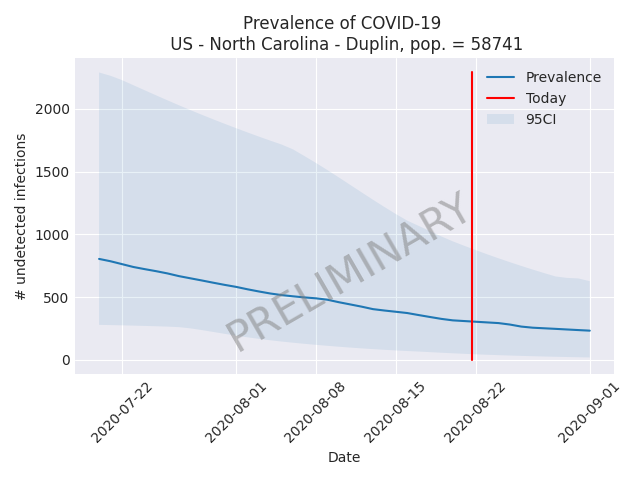 Prevalence of COVID-19
US - North Carolina - Duplin, pop. = 58741
# undetected infections
2000
1500
1000
500
0
Prevalence
Today
95CI
PRELIMINARY
2020-07-22
2020-08-01
2020-08-08
2020-08-15
2020-08-22
2020-09-01
Date